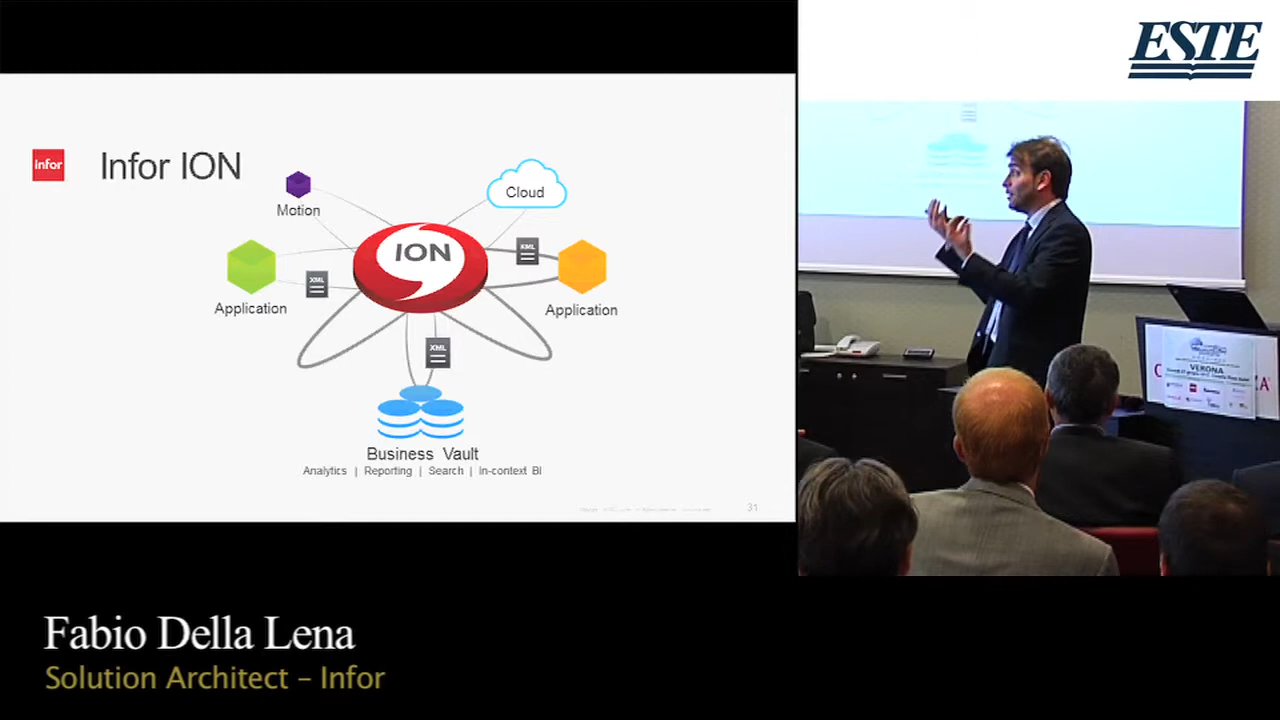 ESTE
infor
Infor ION
Motion
Cloud
ION
XML
XML
Application
Application
XML
Business Vault
Analytics | Reporting | Search | In-context BI
31
VERONA
Fabio Della Lena
Solution Architect – Infor